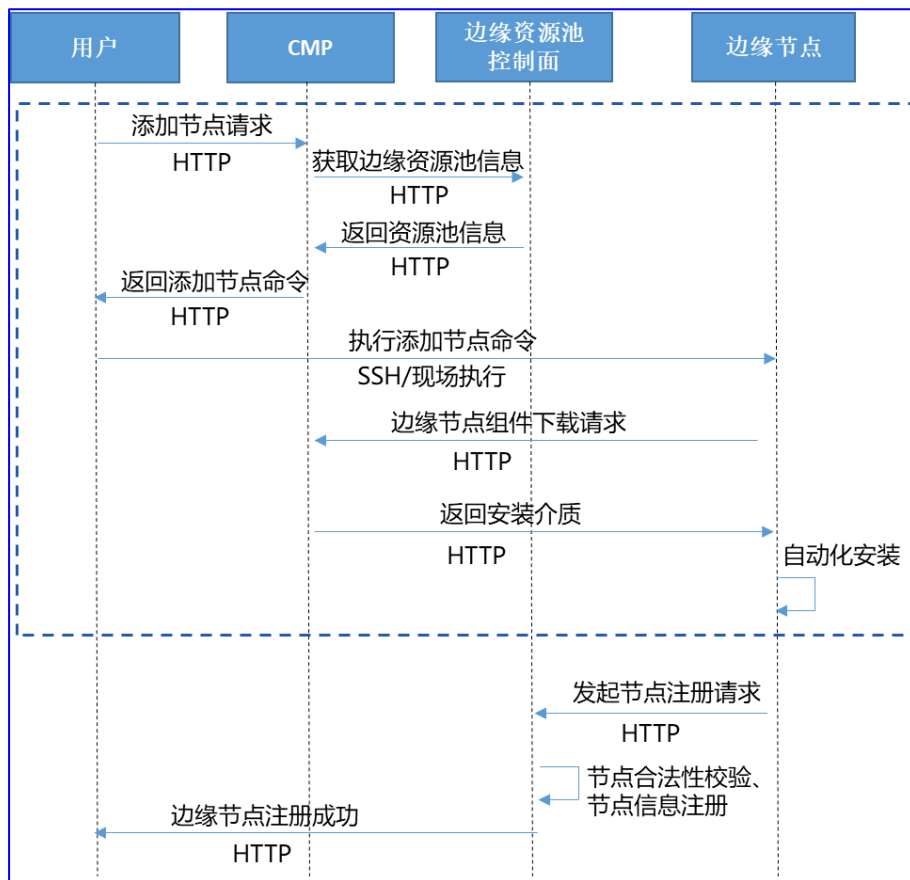 用户
CMP
边缘资源池
控制面
边缘节点
添加节点请求
HTTP
获取边缘资源池信息
HTTP
返回资源池信息
HTTP
返回添加节点命令
HTTP
执行添加节点命令
SSH/现场执行
边缘节点组件下载请求
HTTP
返回安装介质
HTTP
自动化安装
发起节点注册请求
HTTP
节点合法性校验、
节点信息注册
边缘节点注册成功
HTTP